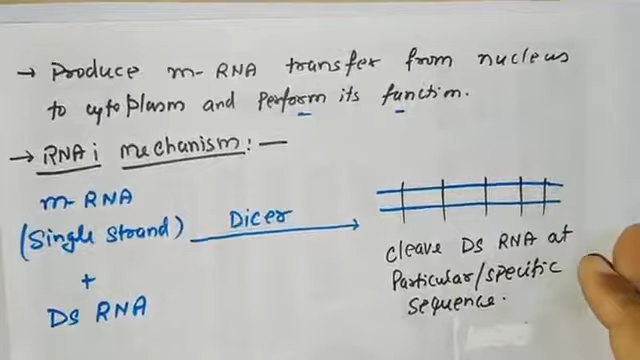 → Produce m-RNA transfer from nucleus
to cytoplasm and perform its function.
→ RNAi mechanism:—
m-RNA
(Single strand) Dicer
+
Ds RNA
cleave Ds RNA at
Particular/specific
sequence.